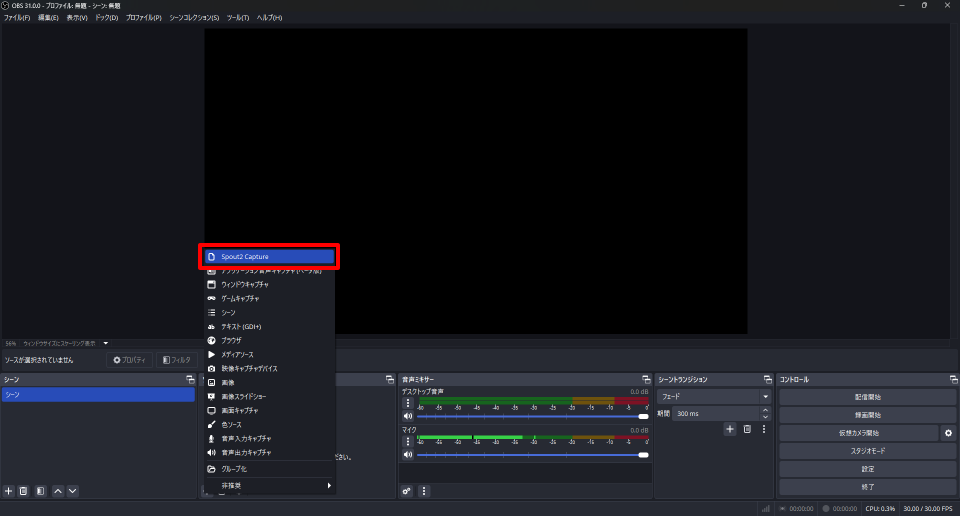 OBS 31.0.0 - プロファイル: 無題 - シーン: 無題
ファイル(F) 編集(E) 表示(V) ドック(D) プロファイル(P) シーンコレクション(S) ツール(T) ヘルプ(H)
Spout2 Capture
アプリケーション音声キャプチャ (ベータ版)
ウィンドウキャプチャ
ゲームキャプチャ
シーン
テキスト (GDI+)
ブラウザ
メディアソース
映像キャプチャデバイス
画像
画像スライドショー
画面キャプチャ
色ソース
音声入力キャプチャ
音声出力キャプチャ
グループ化
非推奨
56% ウィンドウサイズにスケーリング表示
ソースが選択されていません プロパティ フィルタ
シーン
シーン
ださい。
音声ミキサー
デスクトップ音声 0.0 dB
-60 -55 -50 -45 -40 -35 -30 -25 -20 -15 -10 -5 0
マイク 0.0 dB
-60 -55 -50 -45 -40 -35 -30 -25 -20 -15 -10 -5 0
シーントランジション
フェード
期間 300 ms
コントロール
配信開始
録画開始
仮想カメラ開始
スタジオモード
設定
終了
00:00:00 00:00:00 CPU: 0.3% 30.00 / 30.00 FPS